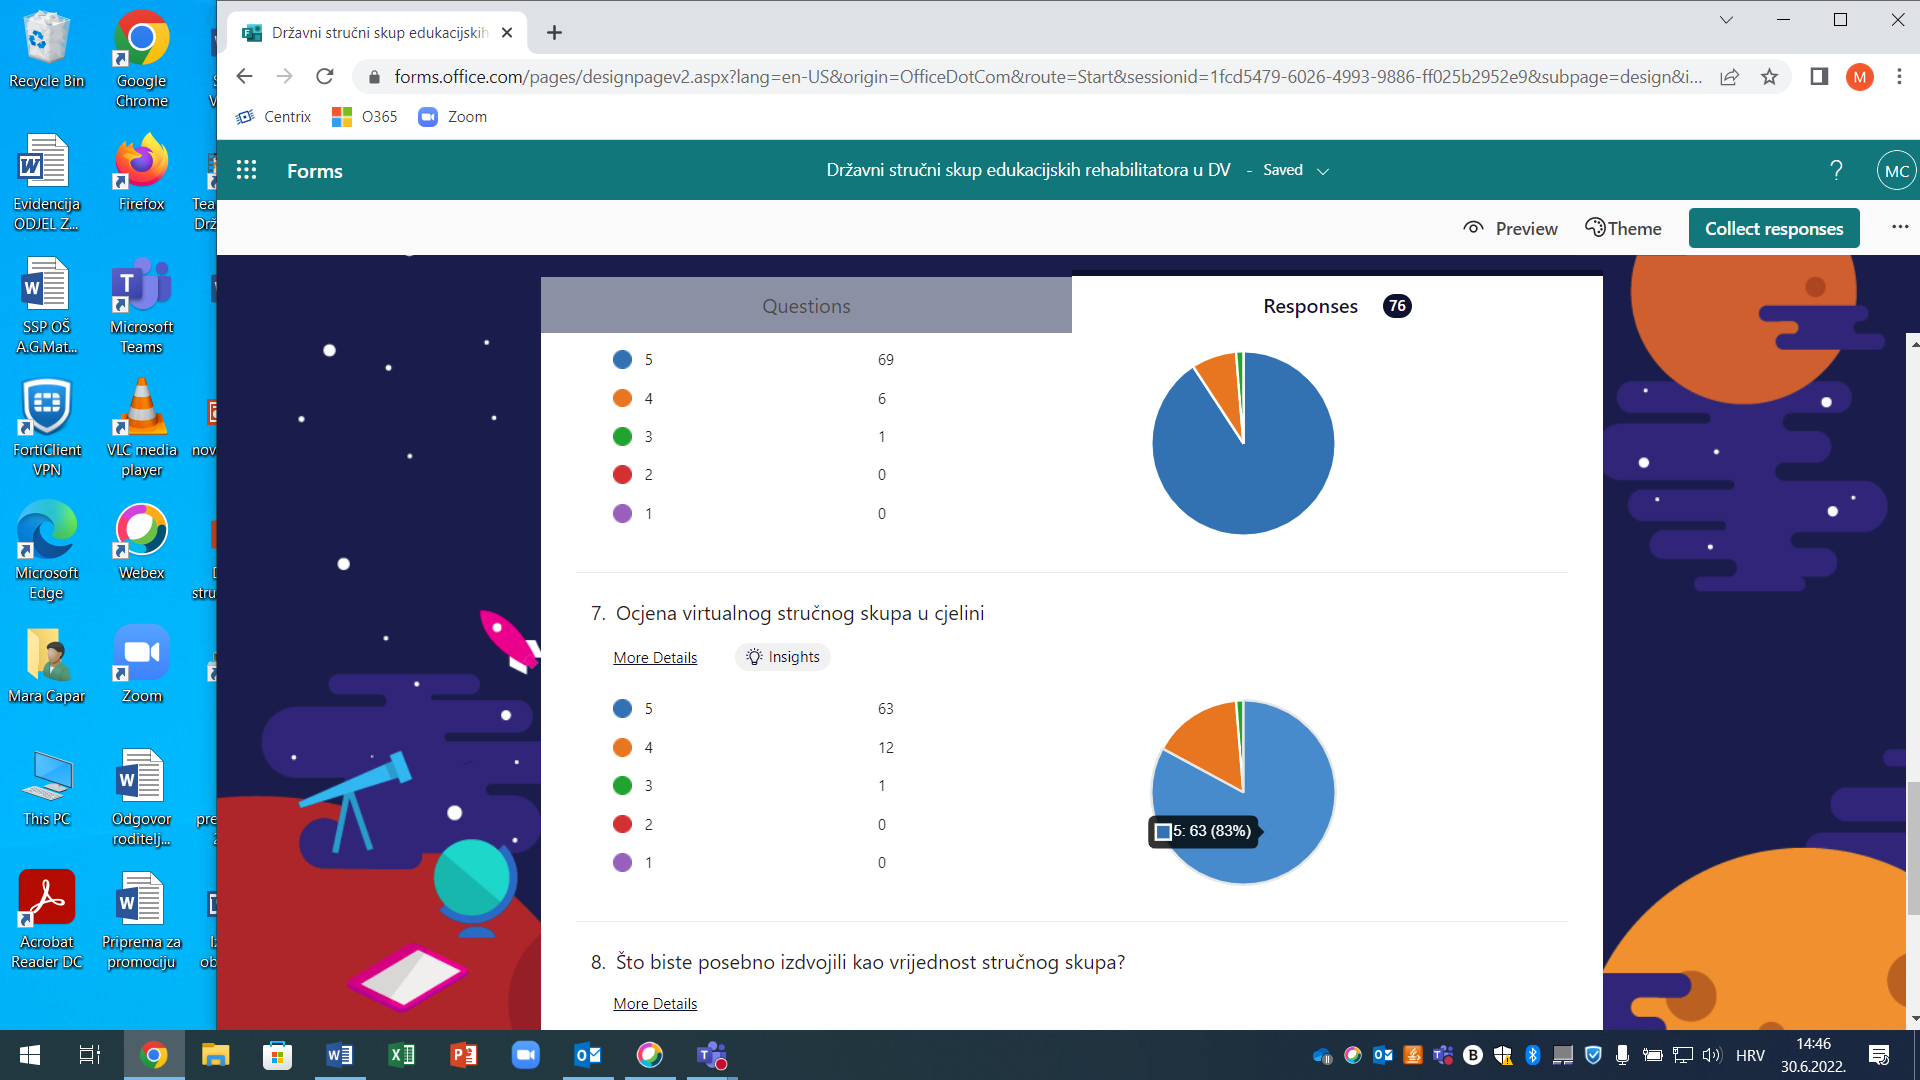 Recycle Bin
Google
Chrome
Evidencija
ODJEL Z...
Firefox
SSP OŠ
A.G.Mat...
Microsoft
Teams
FortiClient
VPN
VLC media
player
Microsoft
Edge
Webex
Mara Capar
Zoom
This PC
Odgovor
roditelj...
Acrobat
Reader DC
Priprema za
promociju
Državni stručni skup edukacijskih
forms.office.com/pages/designpagev2.aspx?lang=en-US&origin=OfficeDotCom&route=Start&sessionid=1fcd5479-6026-4993-9886-ff025b2952e9&subpage=design&i...
M
Centrix O365 Zoom
Forms
Državni stručni skup edukacijskih rehabilitatora u DV - Saved
? MC
Preview Theme Collect responses ...
Questions Responses 76
5 69
4 6
3 1
2 0
1 0
7. Ocjena virtualnog stručnog skupa u cjelini
More Details Insights
5 63
4 12
3 1
2 0
1 0
5: 63 (83%)
8. Što biste posebno izdvojili kao vrijednost stručnog skupa?
More Details
HRV
14:46
30.6.2022.